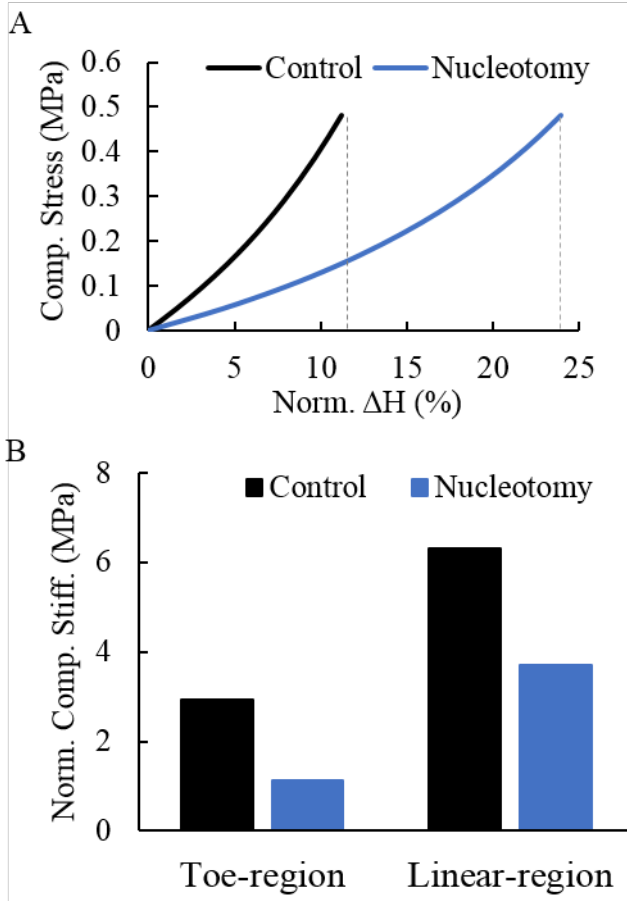 A
0.6
0.5
0.4
0.3
0.2
0.1
0
Comp. Stress (MPa)
Control
Nucleotomy
0 5 10 15 20 25
Norm. ΔH (%)
B
8
6
4
2
0
Norm. Comp. Stiff. (MPa)
Control
Nucleotomy
Toe-region Linear-region